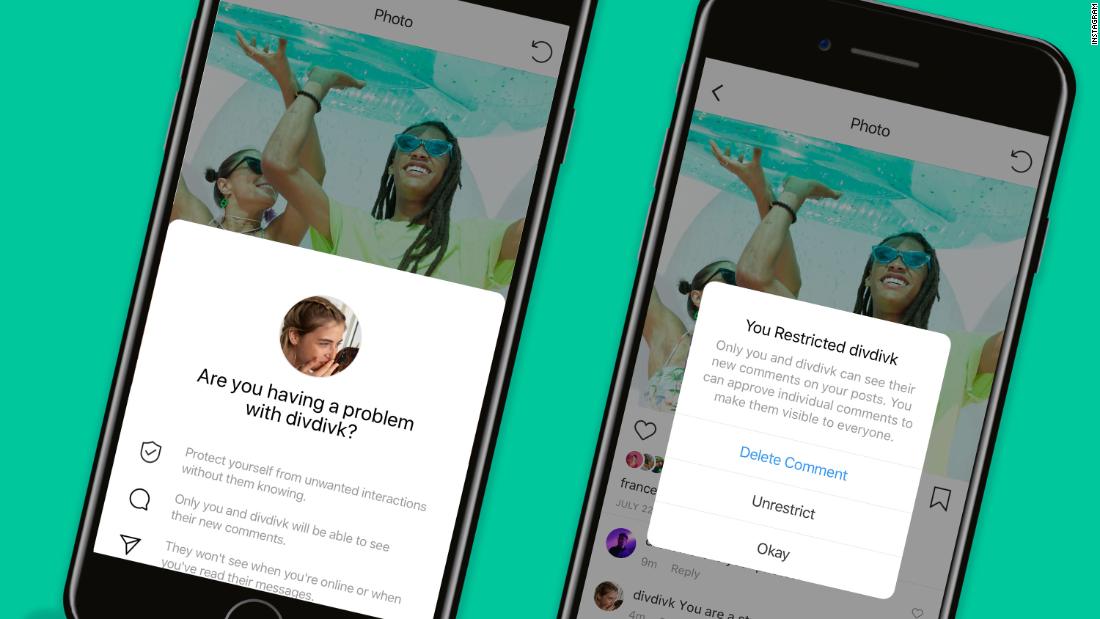 Photo
Are you having a problem
with divdivk?
Protect yourself from unwanted interactions
without them knowing.
Only you and divdivk will be able to see
their new comments.
They won't see when you're online or when
you've read their messages.
Photo
You Restricted divdivk
Only you and divdivk can see their
new comments on your posts. You
can approve individual comments to
make them visible to everyone.
Delete Comment
Unrestrict
Okay
france
JULY 22
9m Reply
divdivk You are a
4m
INSTAGRAM